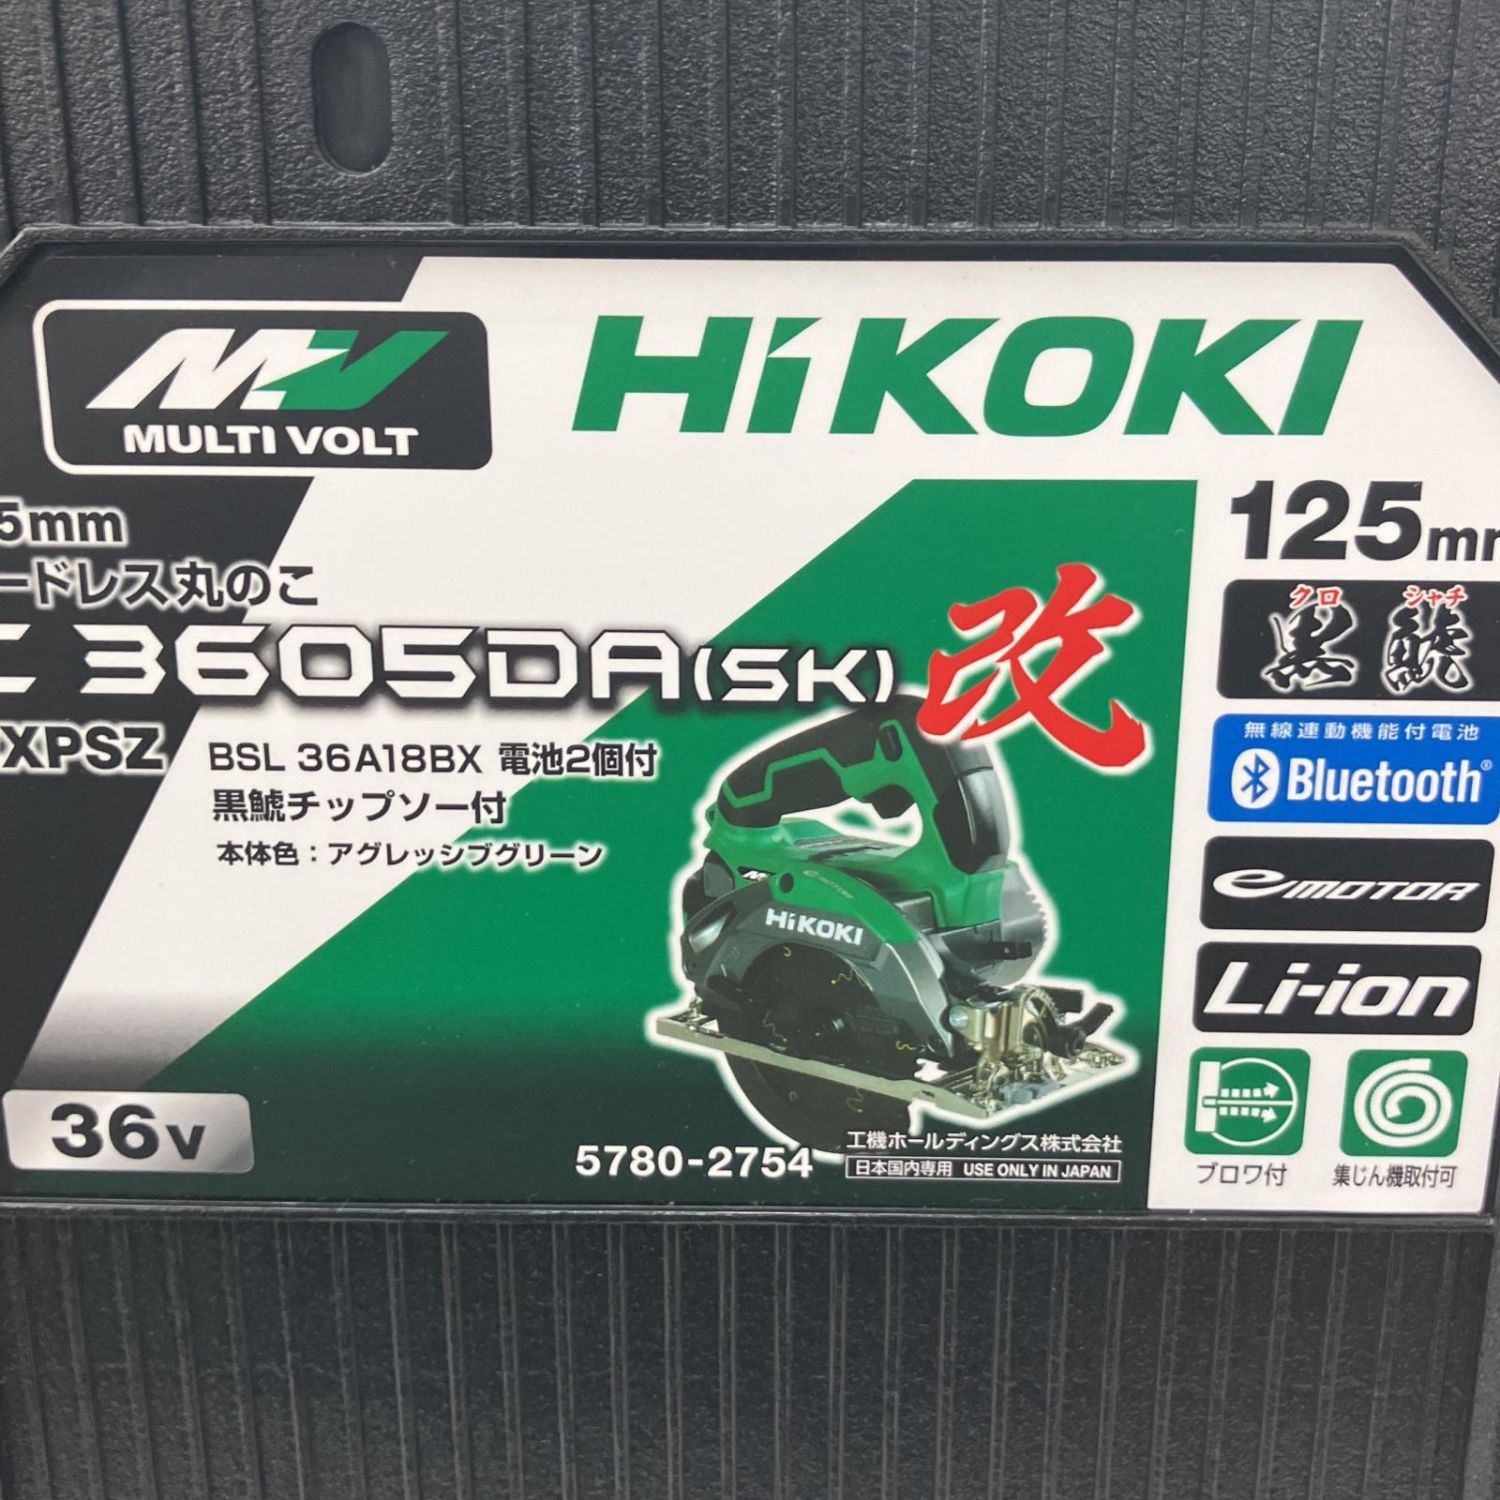 MV
MULTI VOLT
HiKOKI
5mm
ードレス丸のこ
3605DA(SK) 改
XPSZ
BSL 36A18BX 電池2個付
黒鯱チップソー付
本体色：アグレッシブグリーン
36V
HiKOKI
5780-2754
工機ホールディングス株式会社
日本国内専用 USE ONLY IN JAPAN
125mm
クロ シャチ
黒 鯱
無線連動機能付電池
Bluetooth®
e MOTOR
Li-ion
ブロワ付
集じん機取付可